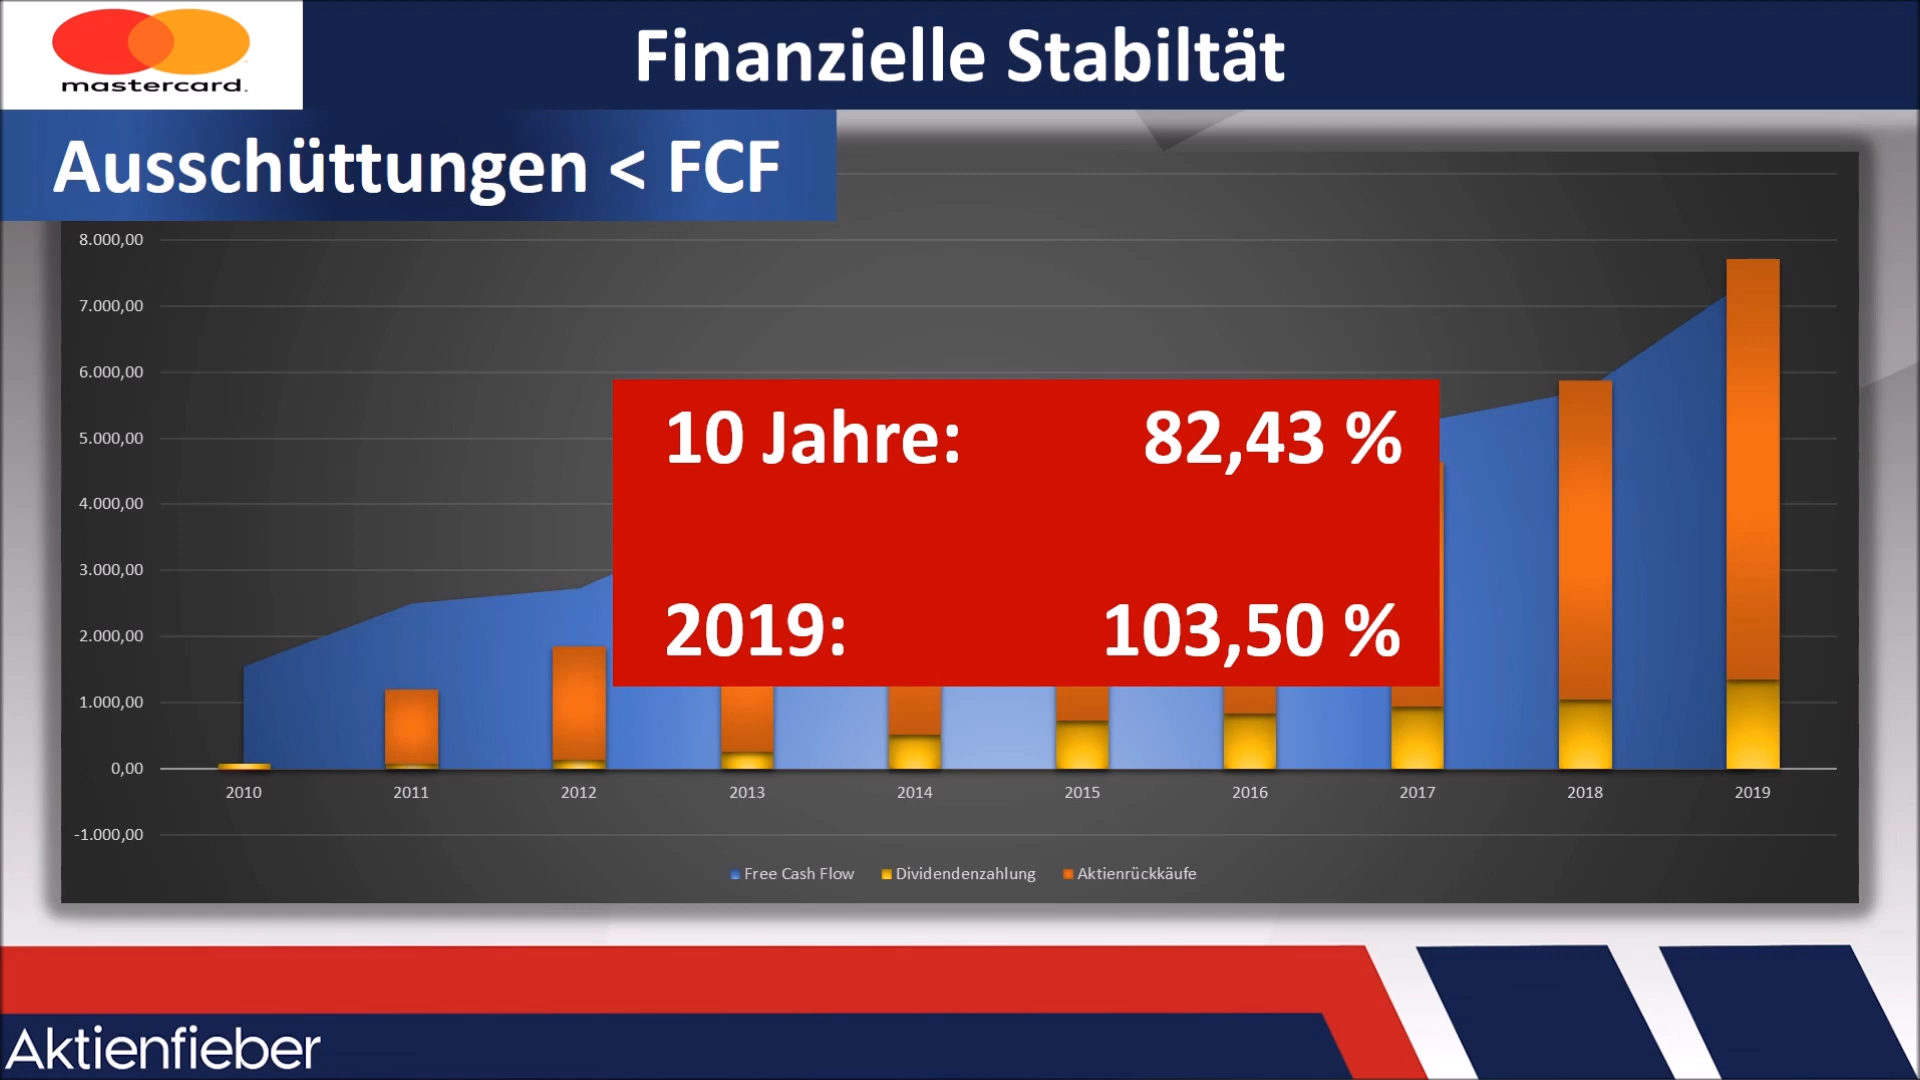 mastercard.
Finanzielle Stabiltät
Ausschüttungen < FCF
8.000,00
7.000,00
6.000,00
5.000,00
4.000,00
3.000,00
2.000,00
1.000,00
0,00
-1.000,00
10 Jahre: 82,43 %
2019: 103,50 %
2010 2011 2012 2013 2014 2015 2016 2017 2018 2019
Free Cash Flow Dividendenzahlung Aktienrückkäufe
Aktienfieber